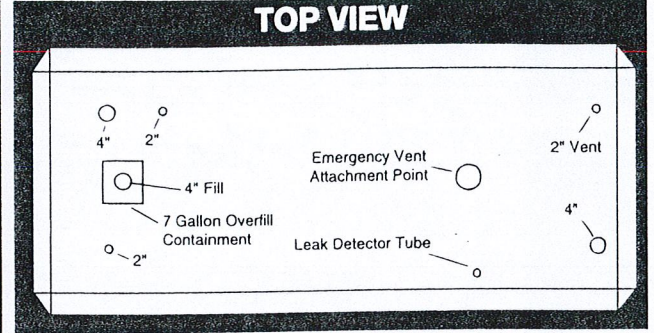 TOP VIEW
4"
2"
2" Vent
Emergency Vent
Attachment Point
4" Fill
7 Gallon Overfill
Containment
4"
Leak Detector Tube
2"